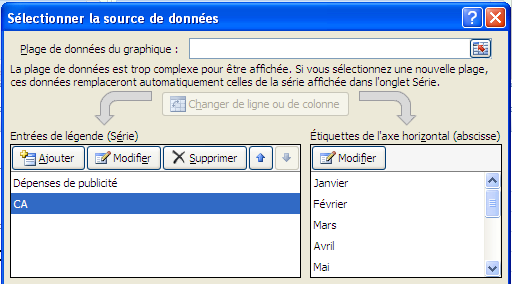 Sélectionner la source de données
Plage de données du graphique :
La plage de données est trop complexe pour être affichée. Si vous sélectionnez une nouvelle plage,
ces données remplaceront automatiquement celles de la série affichée dans l'onglet Série.
Changer de ligne ou de colonne
Entrées de légende (Série)
Étiquettes de l'axe horizontal (abscisse)
Ajouter Modifier Supprimer
Modifier
Dépenses de publicité
CA
Janvier
Février
Mars
Avril
Mai